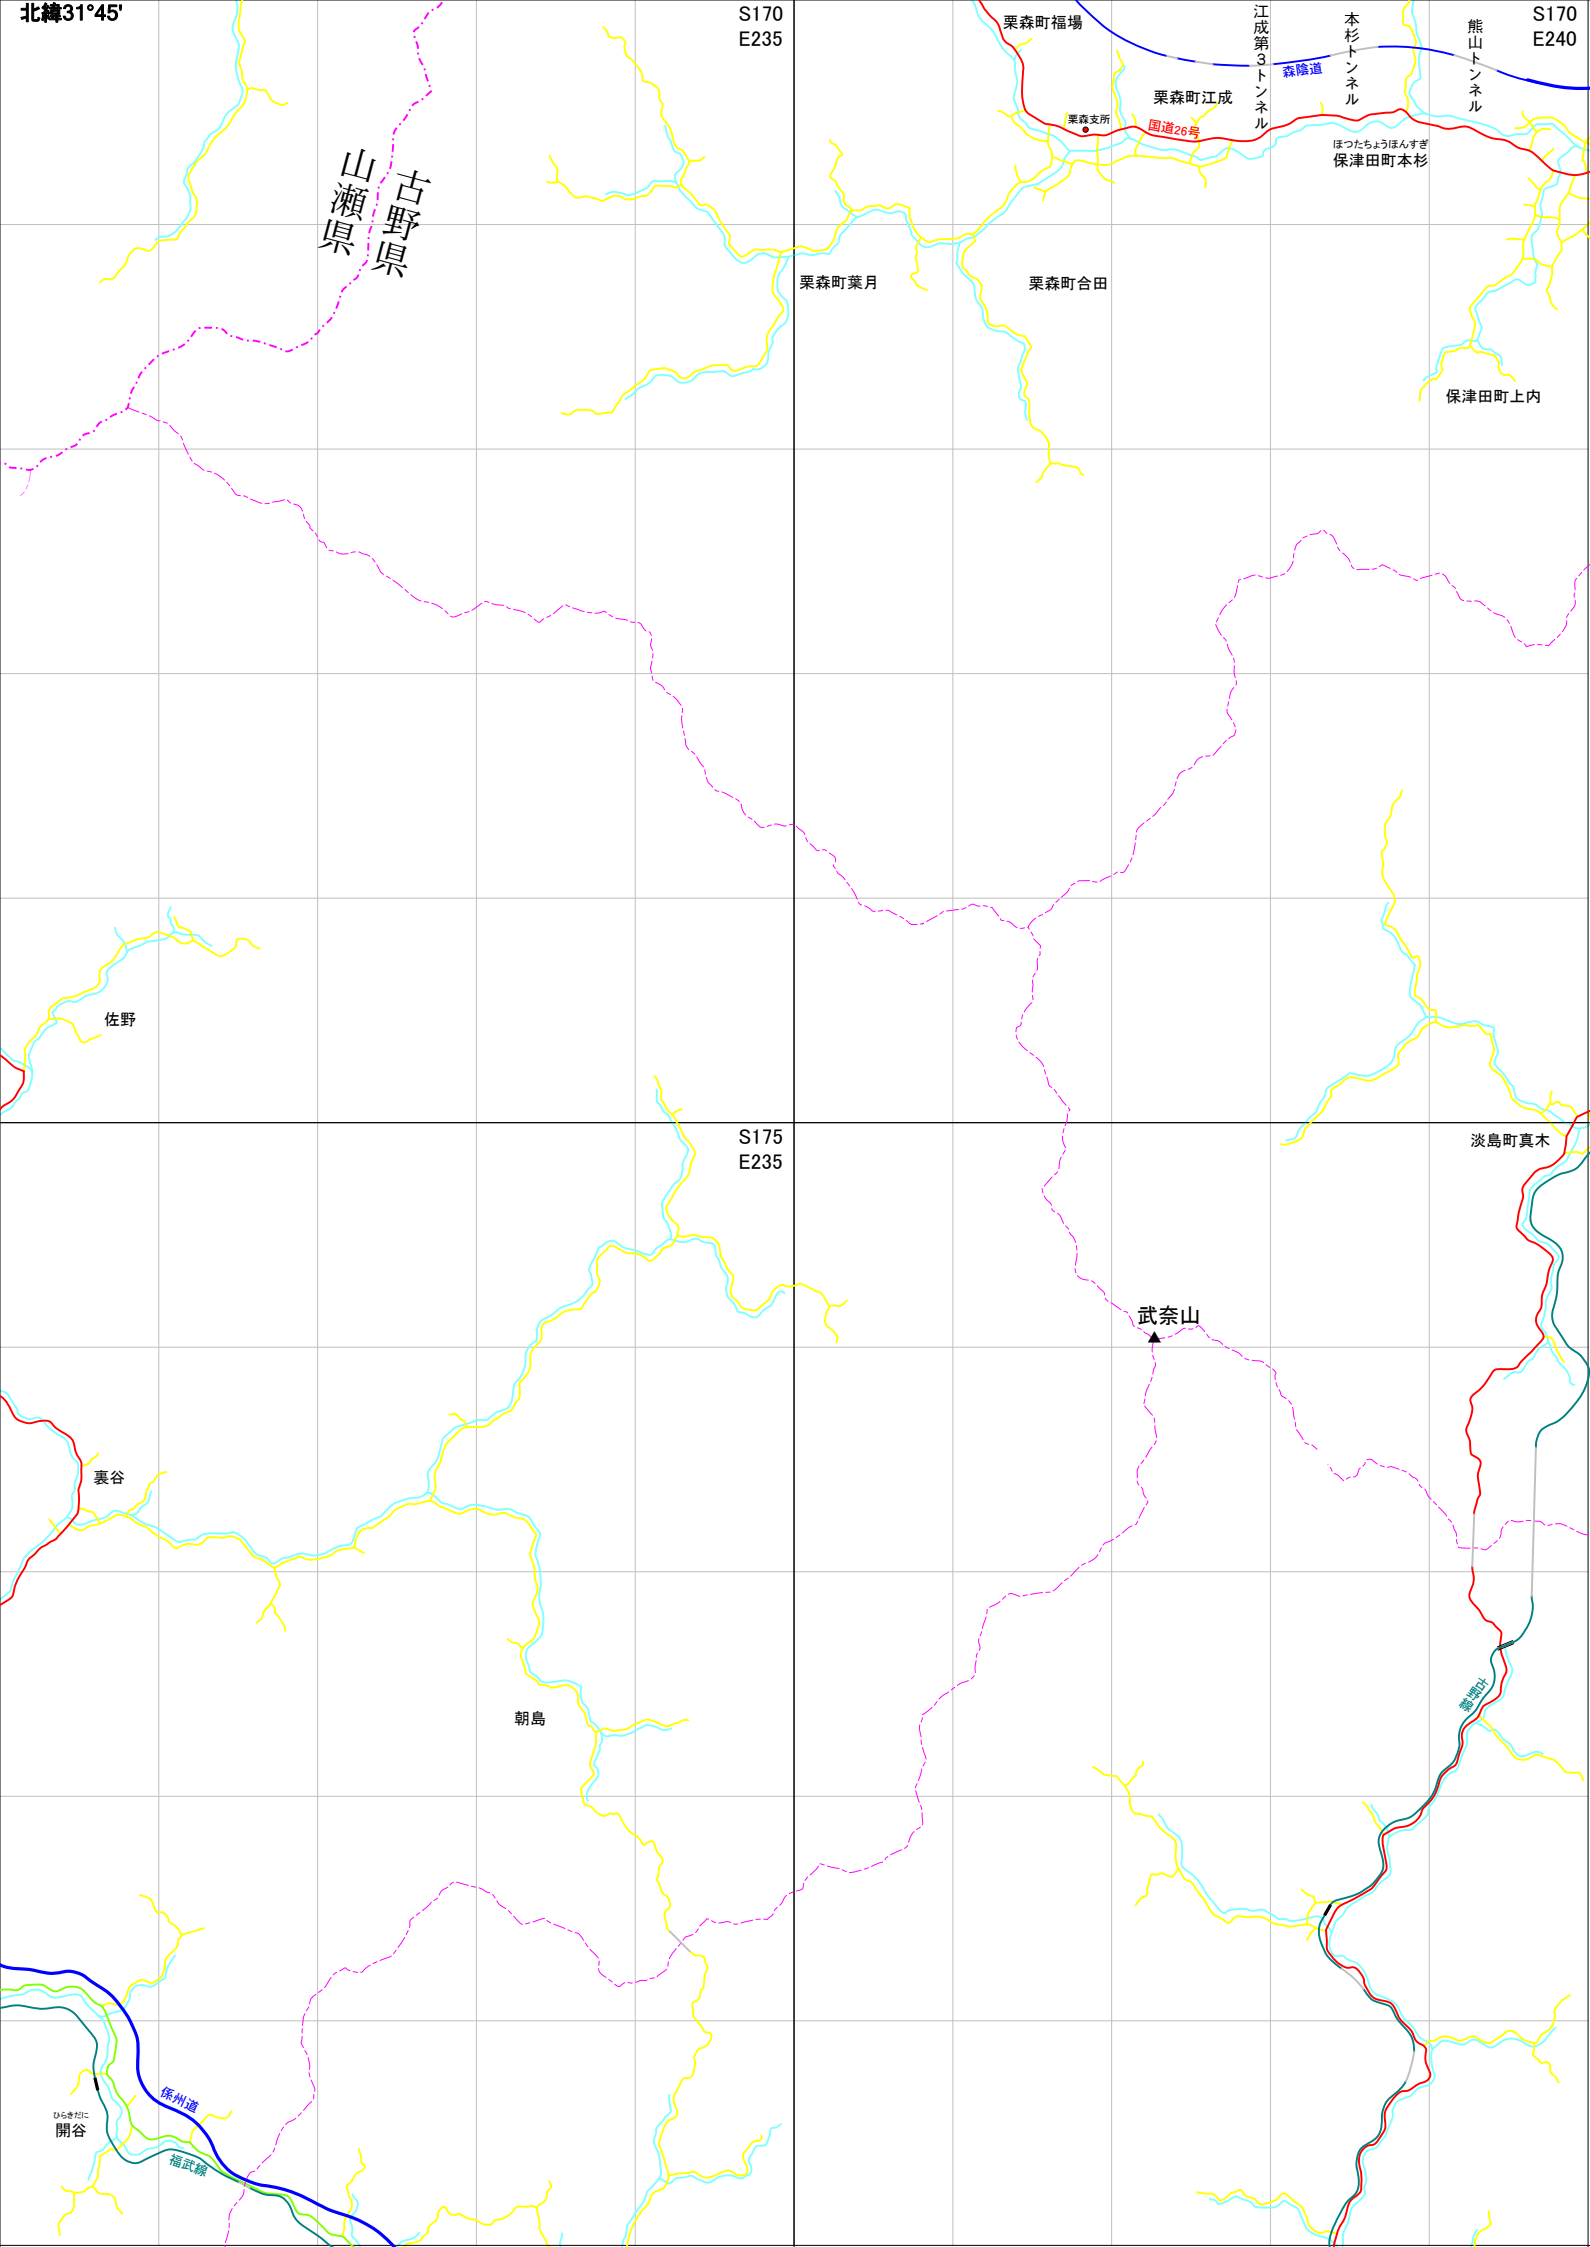 北緯31°45'
S170
E235
S170
E240
栗森町福場
江成第3トンネル
本杉トンネル
熊山トンネル
森陰道
栗森町江成
栗森支所
国道26号
ほつたちょうほんすぎ
保津田町本杉
山瀬県
古野県
栗森町葉月
栗森町合田
保津田町上内
佐野
S175
E235
淡島町真木
武奈山
裏谷
古野線
朝島
係州道
ひらきだに
開谷
福武線